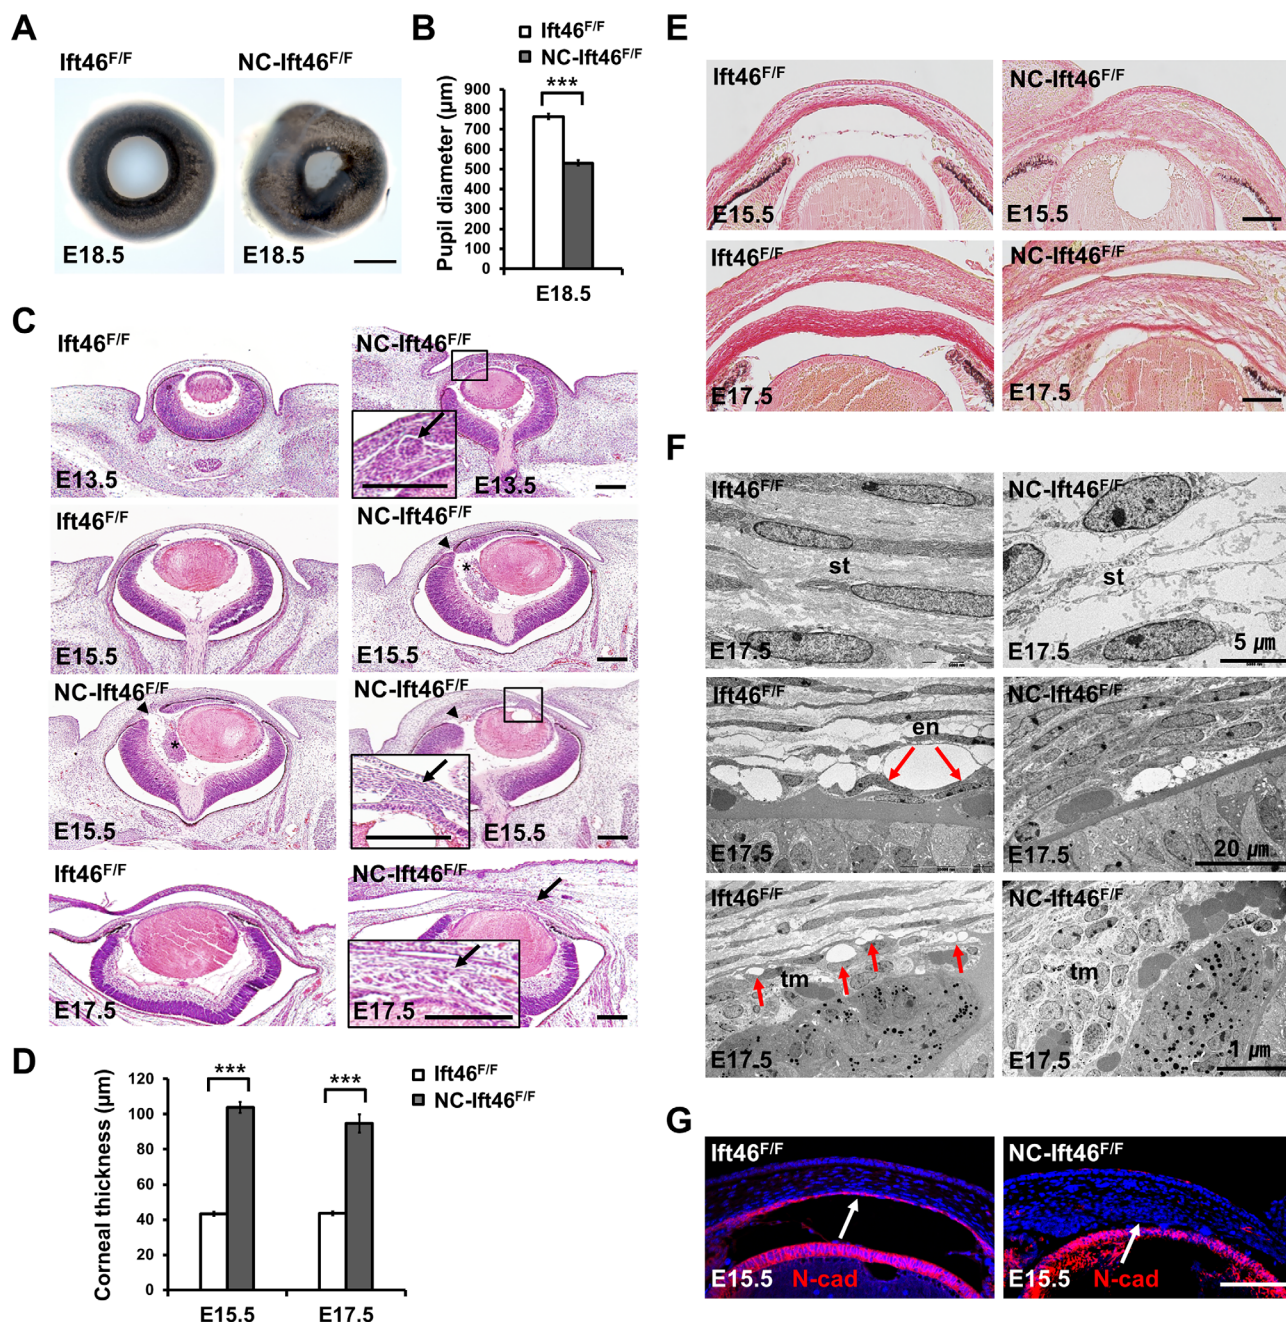 A
Ift46F/F
NC-Ift46F/F
E18.5
E18.5
B
Ift46F/F
NC-Ift46F/F
***
Pupil diameter (µm)
900
800
700
600
500
400
300
200
100
0
E18.5
C
Ift46F/F
NC-Ift46F/F
E13.5
E13.5
Ift46F/F
NC-Ift46F/F
*
E15.5
E15.5
NC-Ift46F/F
NC-Ift46F/F
*
E15.5
E15.5
Ift46F/F
NC-Ift46F/F
E17.5
E17.5
D
Corneal thickness (µm)
120
100
80
60
40
20
0
***
***
Ift46F/F
NC-Ift46F/F
E15.5
E17.5
E
Ift46F/F
NC-Ift46F/F
E15.5
E15.5
Ift46F/F
NC-Ift46F/F
E17.5
E17.5
F
Ift46F/F
NC-Ift46F/F
st
st
E17.5
E17.5
5 µm
Ift46F/F
NC-Ift46F/F
en
E17.5
E17.5
20 µm
Ift46F/F
NC-Ift46F/F
tm
tm
E17.5
E17.5
1 µm
G
Ift46F/F
NC-Ift46F/F
E15.5
N-cad
E15.5
N-cad